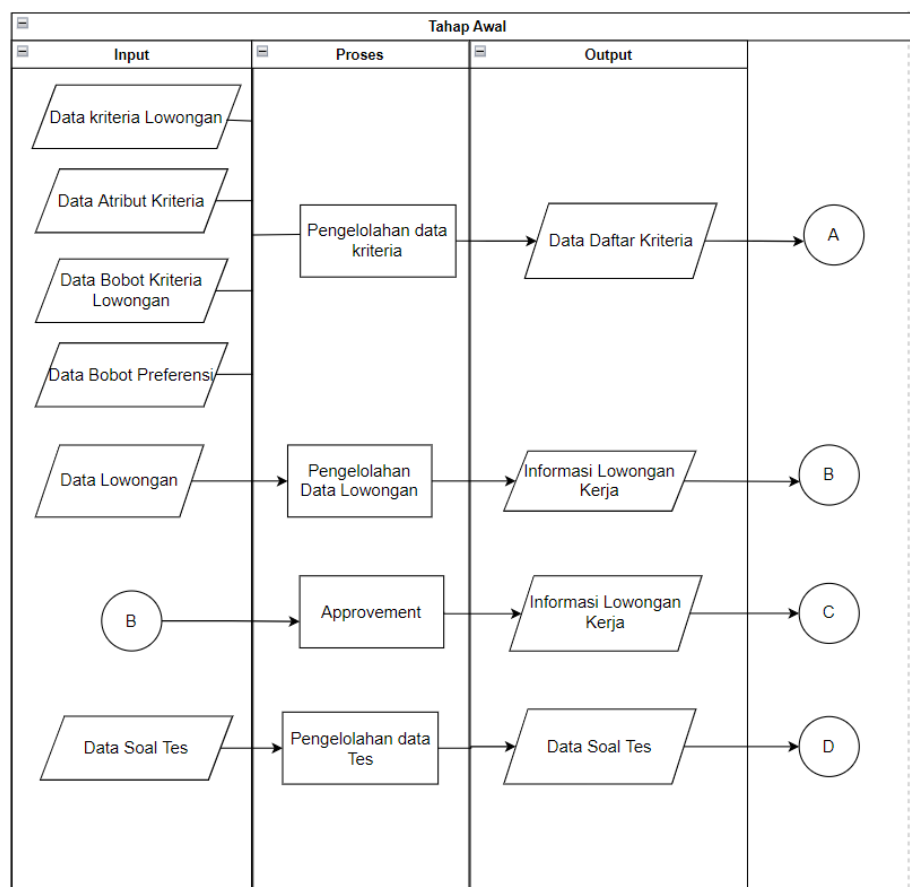 Tahap Awal
Input
Proses
Output
Data kriteria Lowongan
Data Atribut Kriteria
Data Bobot Kriteria
Lowongan
Data Bobot Preferensi
Pengelolahan data
kriteria
Data Daftar Kriteria
A
Data Lowongan
Pengelolahan
Data Lowongan
Informasi Lowongan
Kerja
B
B
Approvement
Informasi Lowongan
Kerja
C
Data Soal Tes
Pengelolahan data
Tes
Data Soal Tes
D